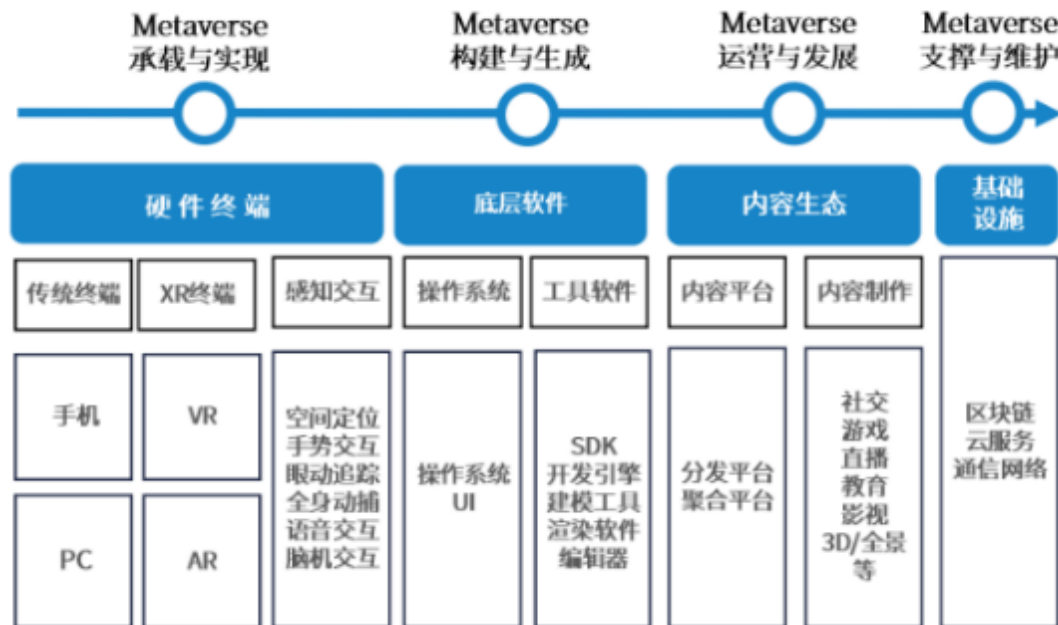 Metaverse
承载与实现
Metaverse
构建与生成
Metaverse
运营与发展
Metaverse
支撑与维护
硬件终端
底层软件
内容生态
基础
设施
传统终端
XR终端
感知交互
操作系统
工具软件
内容平台
内容制作
手机
VR
PC
AR
空间定位
手势交互
眼动追踪
全身动捕
语音交互
脑机交互
操作系统
UI
SDK
开发引擎
建模工具
渲染软件
编辑器
分发平台
聚合平台
社交
游戏
直播
教育
影视
3D/全景
等
区块链
云服务
通信网络